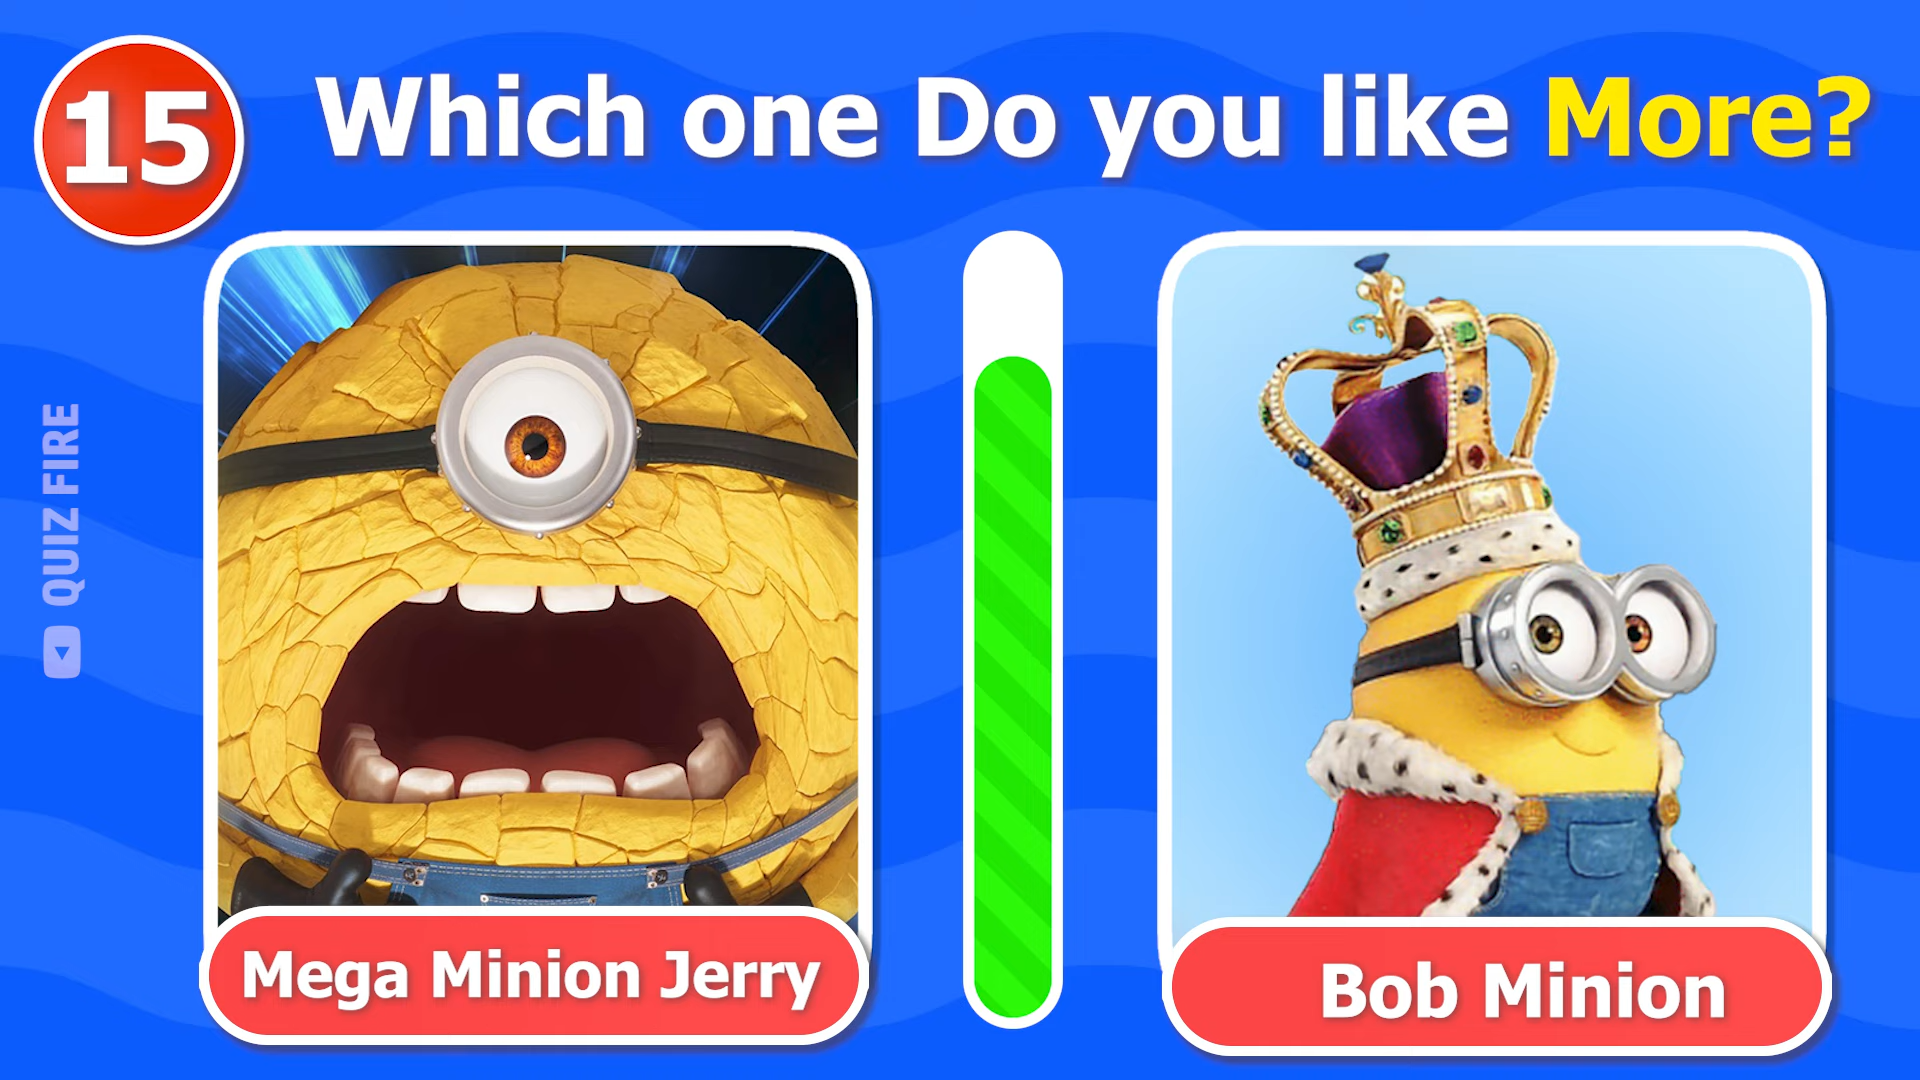 15
Which one Do you like More?
QUIZ FIRE
Mega Minion Jerry
Bob Minion